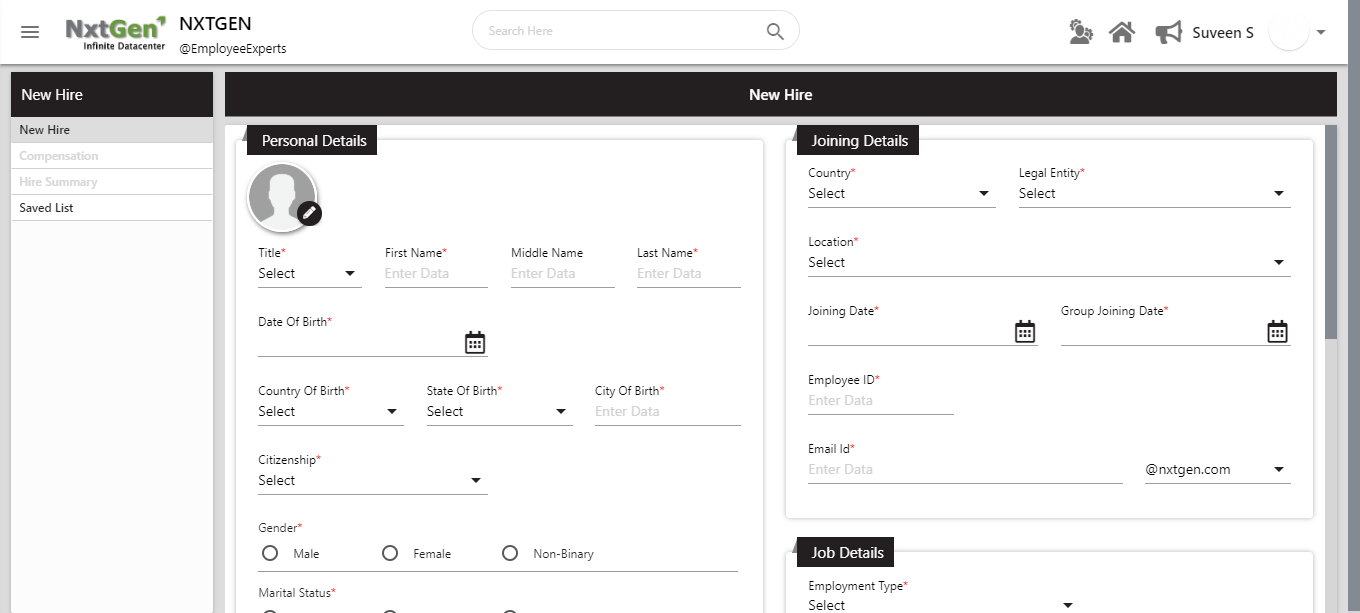 NxtGen
Infinite Datacenter
NXTGEN
@EmployeeExperts
Search Here
Suveen S
New Hire
New Hire
Compensation
Hire Summary
Saved List
New Hire
Personal Details
Title*
Select
First Name*
Enter Data
Middle Name
Enter Data
Last Name*
Enter Data
Date Of Birth*
Country Of Birth*
Select
State Of Birth*
Select
City Of Birth*
Enter Data
Citizenship*
Select
Gender*
Male
Female
Non-Binary
Marital Status*
Joining Details
Country*
Select
Legal Entity*
Select
Location*
Select
Joining Date*
Group Joining Date*
Employee ID*
Enter Data
Email Id*
Enter Data
@nxtgen.com
Job Details
Employment Type*
Select